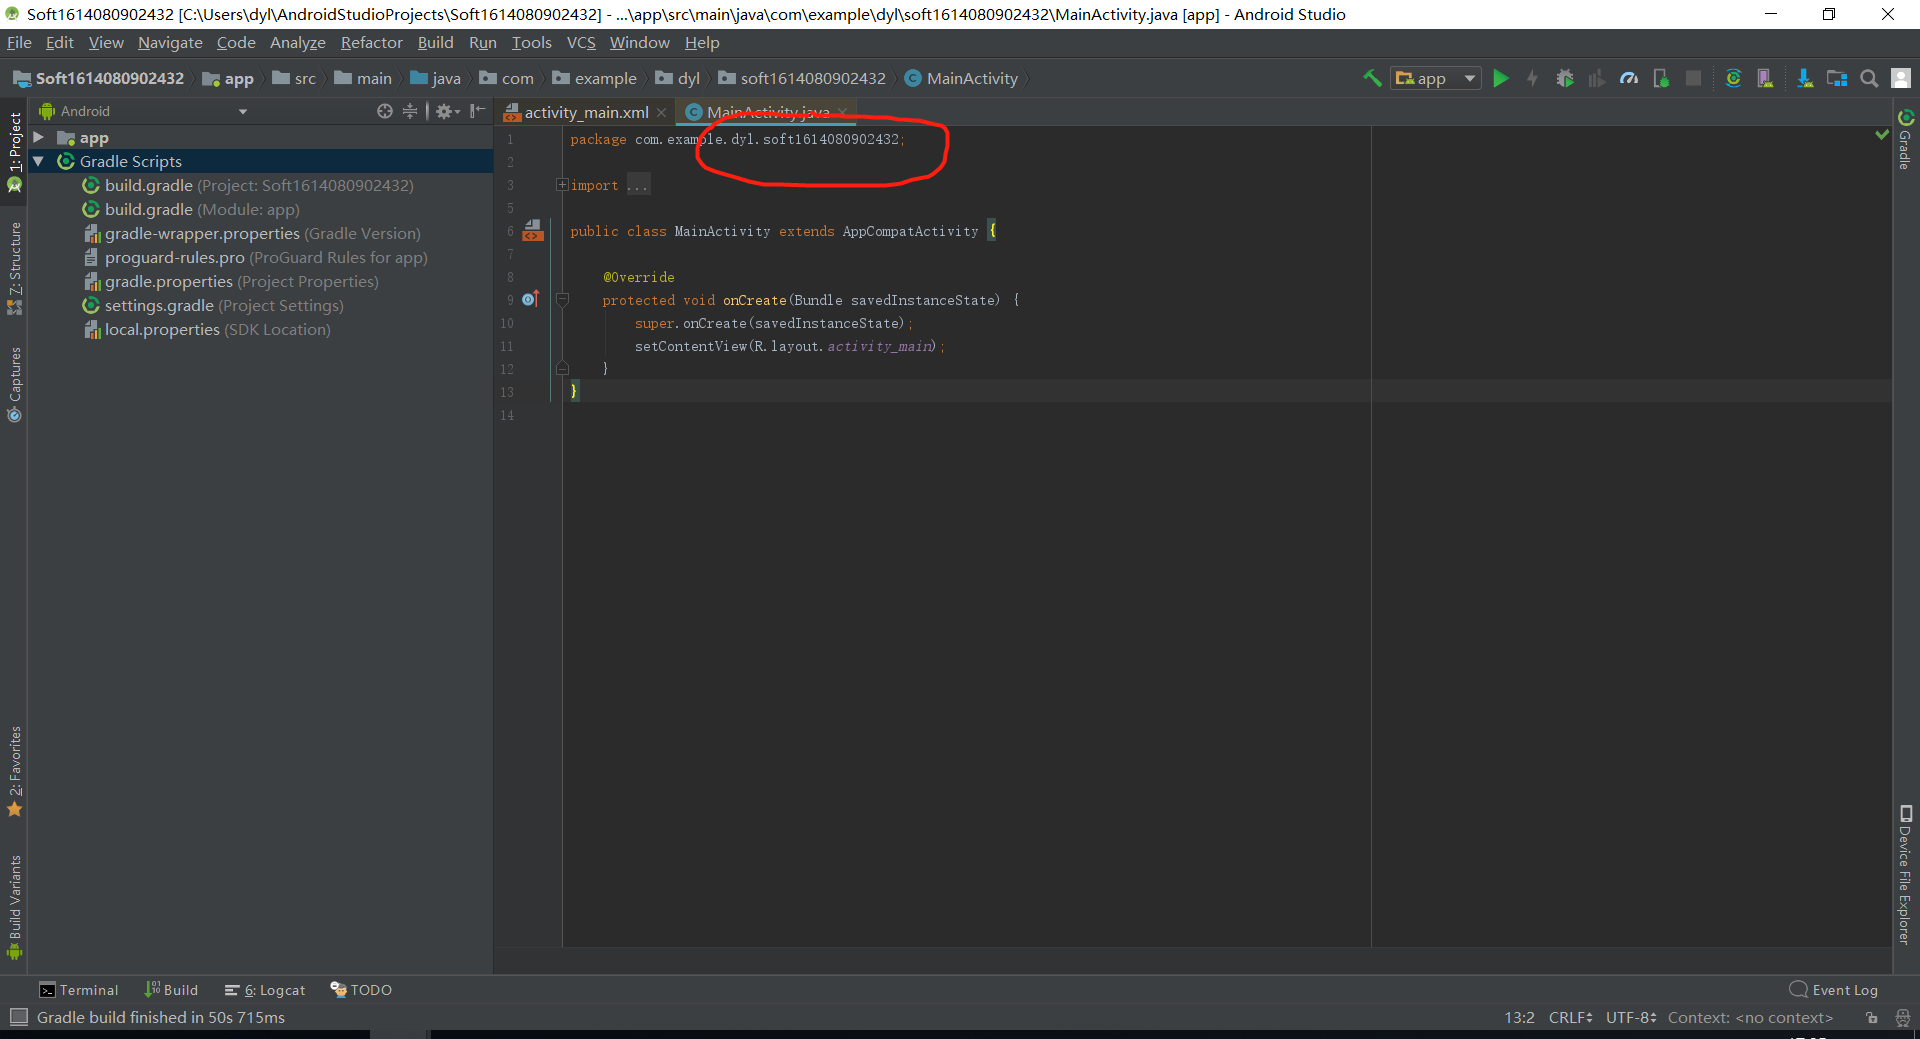 Soft1614080902432 [C:\Users\dyl\AndroidStudioProjects\Soft1614080902432] - ...\app\src\main\java\com\example\dyl\soft1614080902432\MainActivity.java [app] - Android Studio
File Edit View Navigate Code Analyze Refactor Build Run Tools VCS Window Help
Soft1614080902432 app src main java com example dyl soft1614080902432 MainActivity
app
Android
activity_main.xml
MainActivity.java
1: Project
Z: Structure
Captures
2: Favorites
Build Variants
app
Gradle Scripts
build.gradle (Project: Soft1614080902432)
build.gradle (Module: app)
gradle-wrapper.properties (Gradle Version)
proguard-rules.pro (ProGuard Rules for app)
gradle.properties (Project Properties)
settings.gradle (Project Settings)
local.properties (SDK Location)
1 package com.example.dyl.soft1614080902432;
2
3 import ...
5
6 public class MainActivity extends AppCompatActivity {
7
8 @Override
9 protected void onCreate(Bundle savedInstanceState) {
10 super.onCreate(savedInstanceState);
11 setContentView(R.layout.activity_main);
12 }
13 }
14
Gradle
Device File Explorer
Terminal Build 6: Logcat TODO
Event Log
Gradle build finished in 50s 715ms
13:2 CRLF UTF-8 Context: <no context>